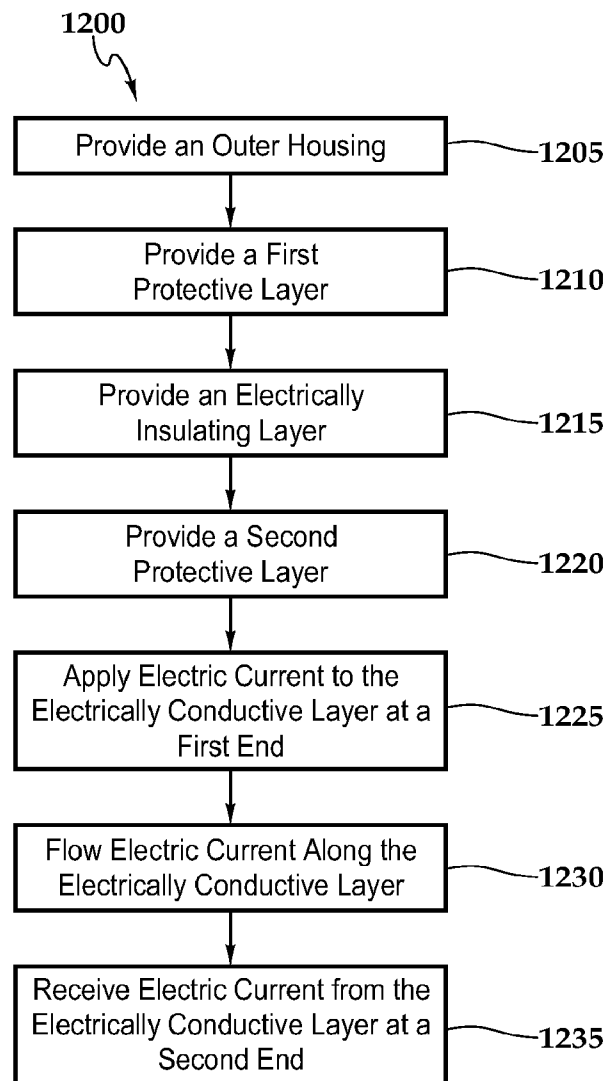 1200
Provide an Outer Housing
1205
Provide a First
Protective Layer
1210
Provide an Electrically
Insulating Layer
1215
Provide a Second
Protective Layer
1220
Apply Electric Current to the
Electrically Conductive Layer at a
First End
1225
Flow Electric Current Along the
Electrically Conductive Layer
1230
Receive Electric Current from the
Electrically Conductive Layer at a
Second End
1235